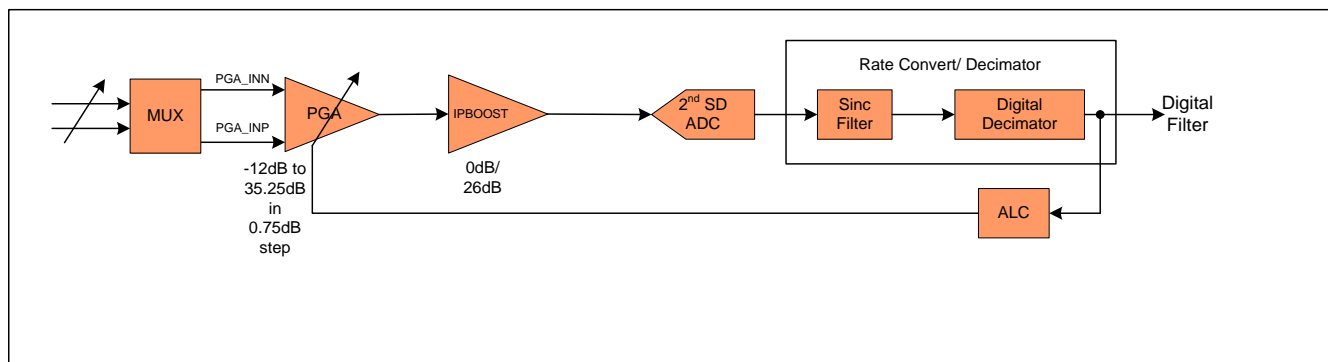 Rate Convert/ Decimator
MUX
PGA_INN
PGA_INP
PGA
-12dB to
35.25dB
in
0.75dB
step
IPBOOST
0dB/
26dB
2nd SD
ADC
Sinc
Filter
Digital
Decimator
Digital
Filter
ALC